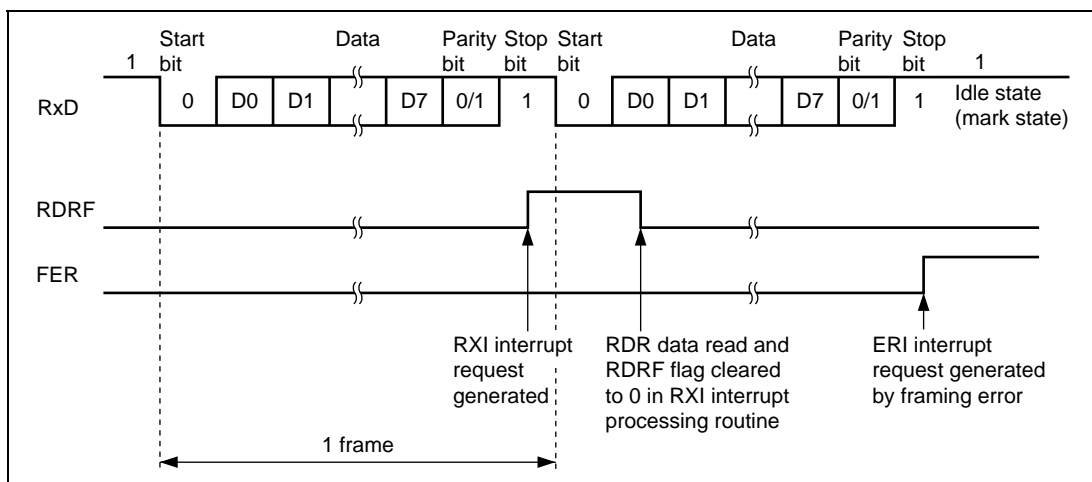 Start bit Data Parity bit Stop bit Start bit Data Parity bit Stop bit
1 1
RxD 0 D0 D1 D7 0/1 1 0 D0 D1 D7 0/1 1 Idle state (mark state)
RDRF
FER
RXI interrupt
request
generated
RDR data read and
RDRF flag cleared
to 0 in RXI interrupt
processing routine
ERI interrupt
request generated
by framing error
1 frame